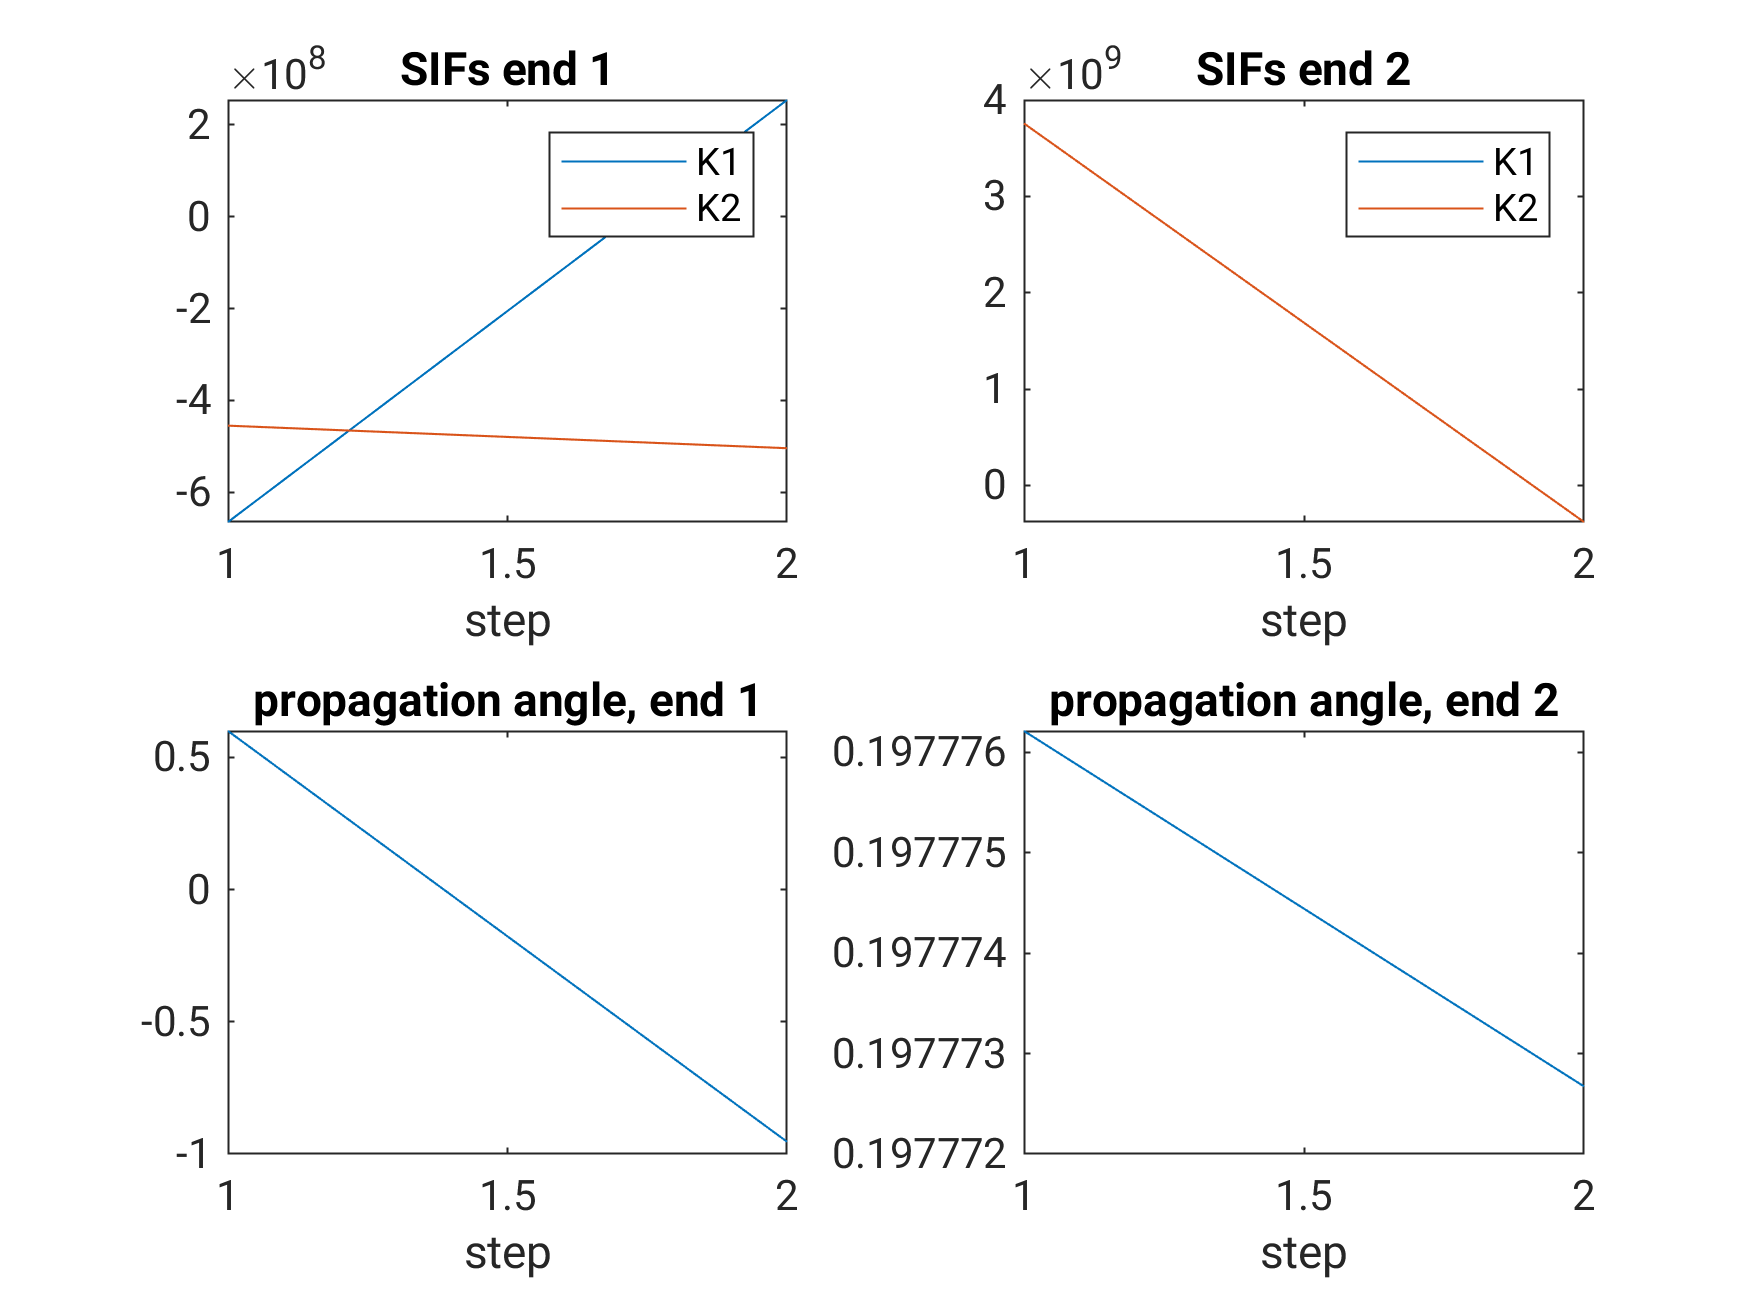 ×10^8
SIFs end 1
2
0
-2
-4
-6
K1
K2
1
1.5
2
step
×10^9
SIFs end 2
4
3
2
1
0
K1
K2
1
1.5
2
step
propagation angle, end 1
0.5
0
-0.5
-1
1
1.5
2
step
propagation angle, end 2
0.197776
0.197775
0.197774
0.197773
0.197772
1
1.5
2
step